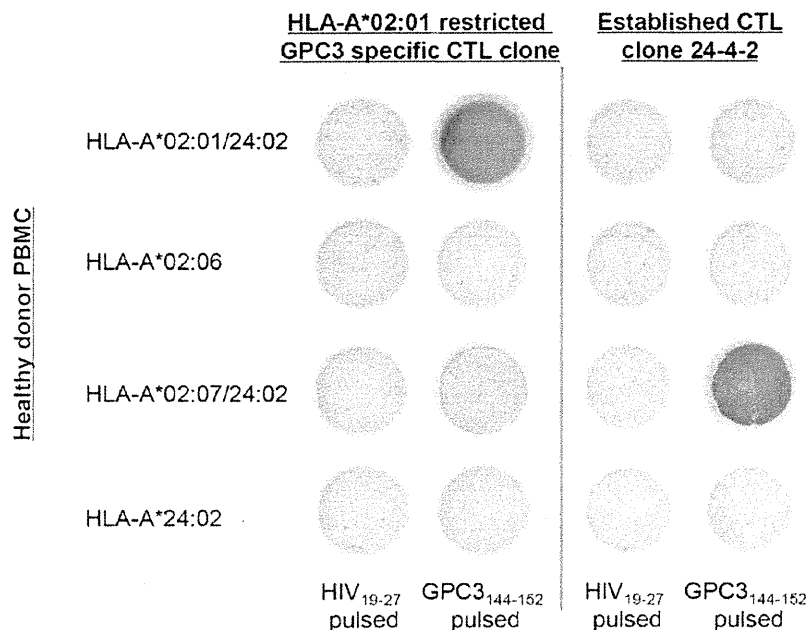 HLA-A*02:01 restricted
GPC3 specific CTL clone
Established CTL
clone 24-4-2
Healthy donor PBMC
HLA-A*02:01/24:02
HLA-A*02:06
HLA-A*02:07/24:02
HLA-A*24:02
HIV19-27
pulsed
GPC3144-152
pulsed
HIV19-27
pulsed
GPC3144-152
pulsed